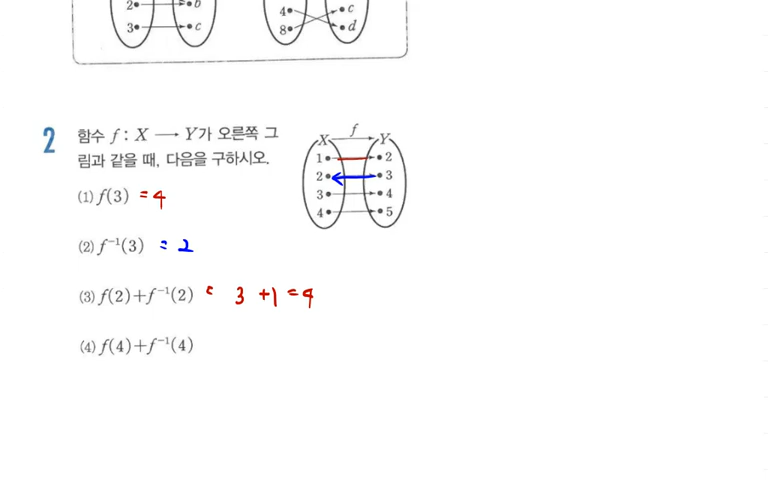 2 b
3 c
4 c
8 d
2 함수 f : X → Y가 오른쪽 그
림과 같을 때, 다음을 구하시오.
f
X Y
1 2
2 3
3 4
4 5
(1) f(3) = 4
(2) f⁻¹(3) = 2
(3) f(2)+f⁻¹(2) = 3 +1 = 4
(4) f(4)+f⁻¹(4)